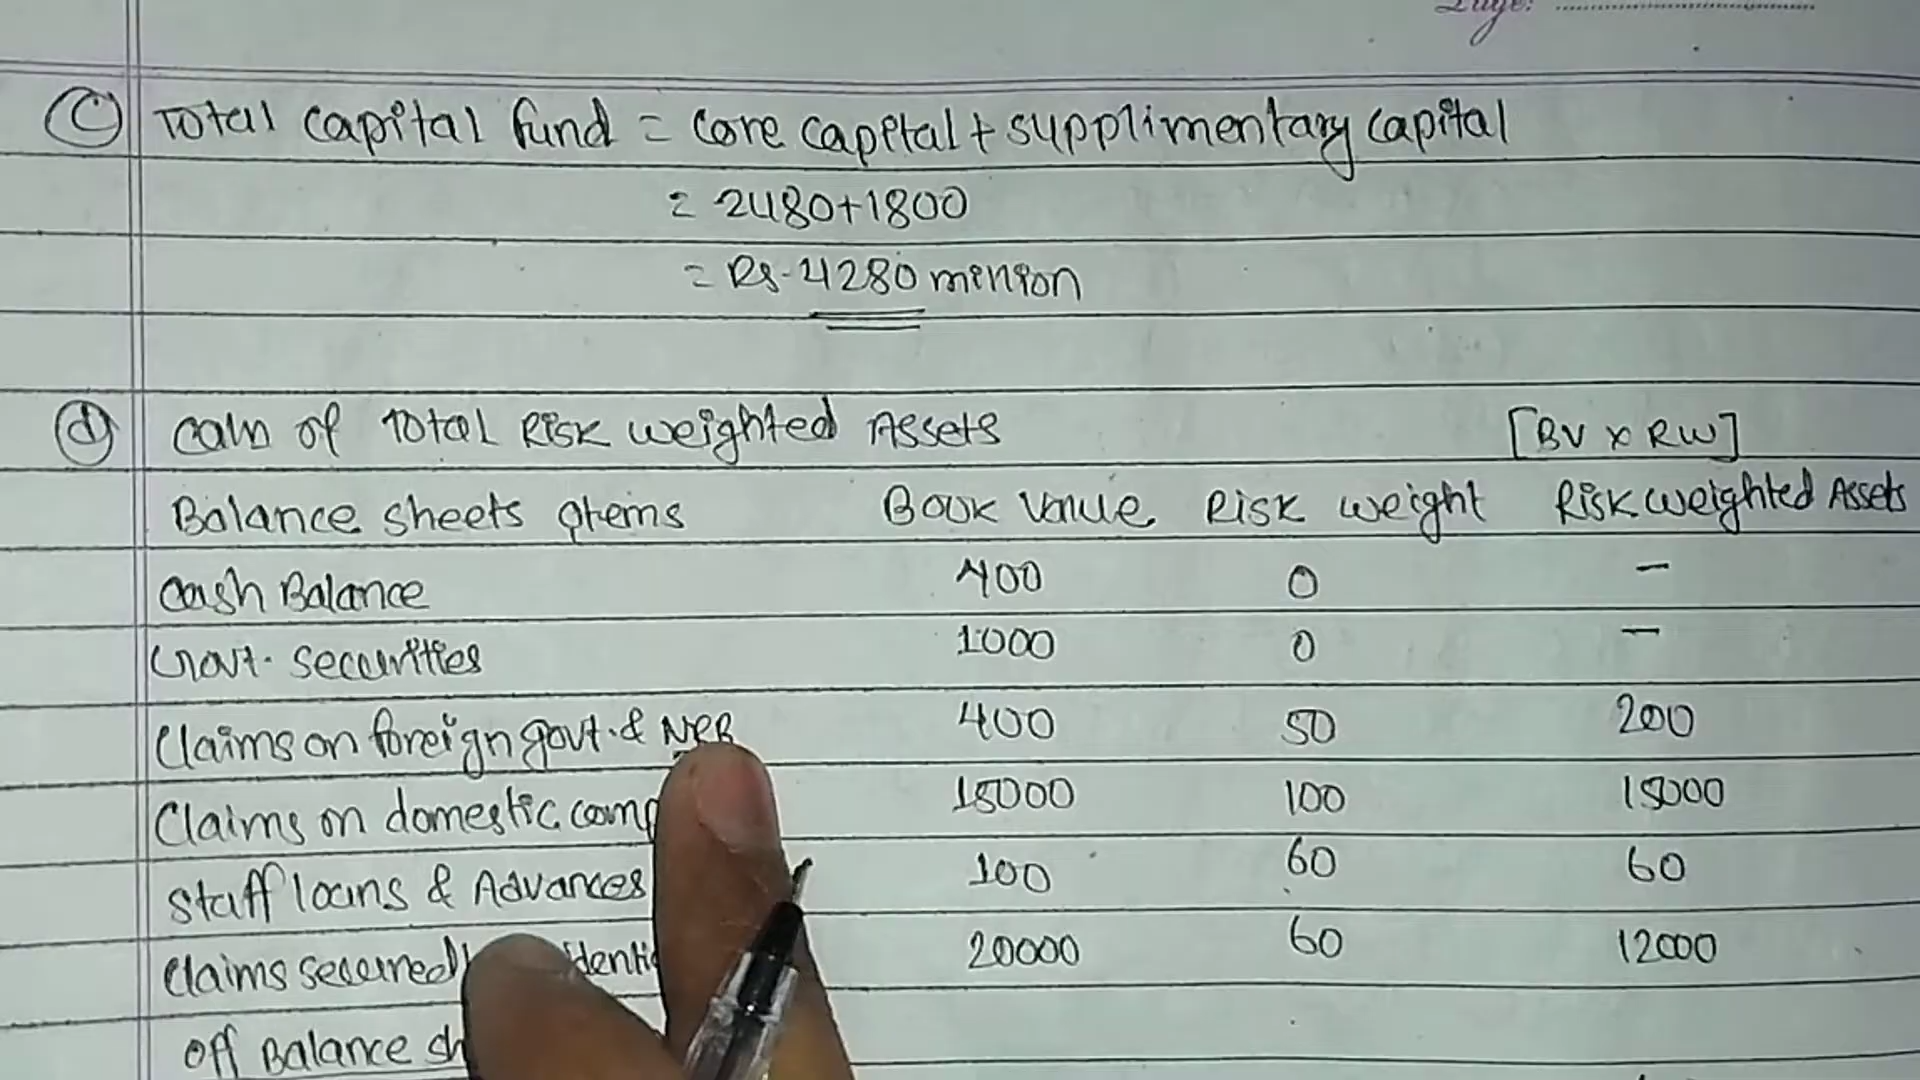 Page:
(C) Total capital fund = core capital + supplimentary capital
= 2480+1800
= Rs. 4280 million
(d) Caln of Total Risk weighted Assets [BV x RW]
Balance sheets items Book Value Risk weight Risk weighted Assets
Cash Balance 400 0 -
Govt. securities 1000 0 -
Claims on foreign govt. & NRB 400 50 200
Claims on domestic comp 15000 100 15000
Staff loans & Advances 100 60 60
Claims secured 20000 60 12000
off Balance sh